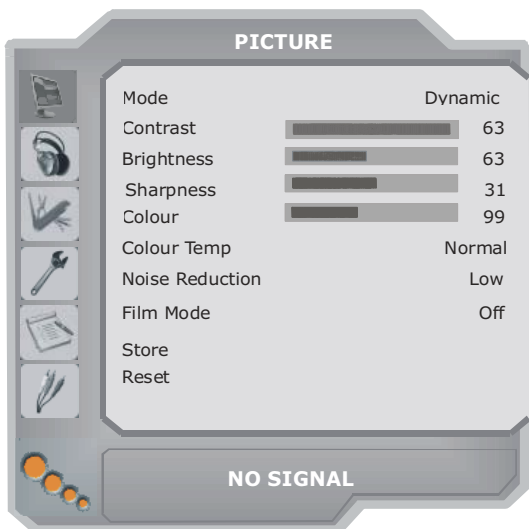 PICTURE
Mode Dynamic
Contrast 63
Brightness 63
Sharpness 31
Colour 99
Colour Temp Normal
Noise Reduction Low
Film Mode Off
Store
Reset
NO SIGNAL